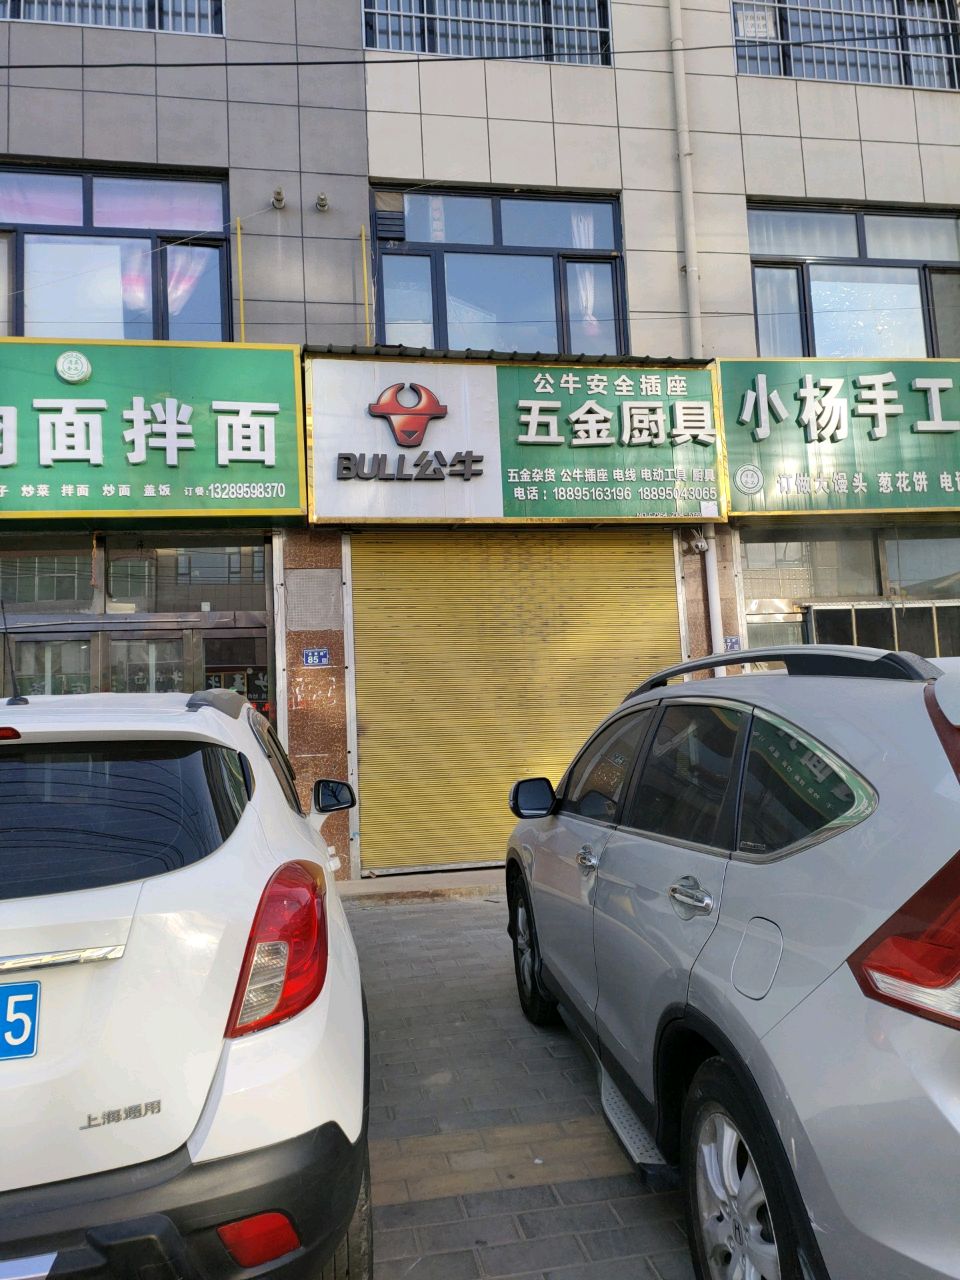 面拌面
炒菜 拌面 炒面 盖饭 订餐:13289598370
BULL公牛
公牛安全插座
五金厨具
五金杂货 公牛插座 电线 电动工具 厨具
电话：18895163196 18895043065
小杨手工
订做大馒头 葱花饼 电话
85
5
上海通用